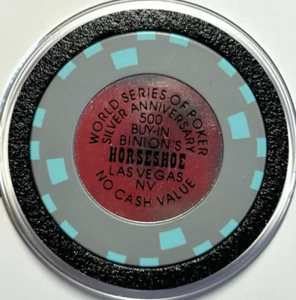 WORLD SERIES OF POKER
SILVER ANNIVERSARY
500
BUY-IN
BINION'S
HORSESHOE
LAS VEGAS
NV
NO CASH VALUE